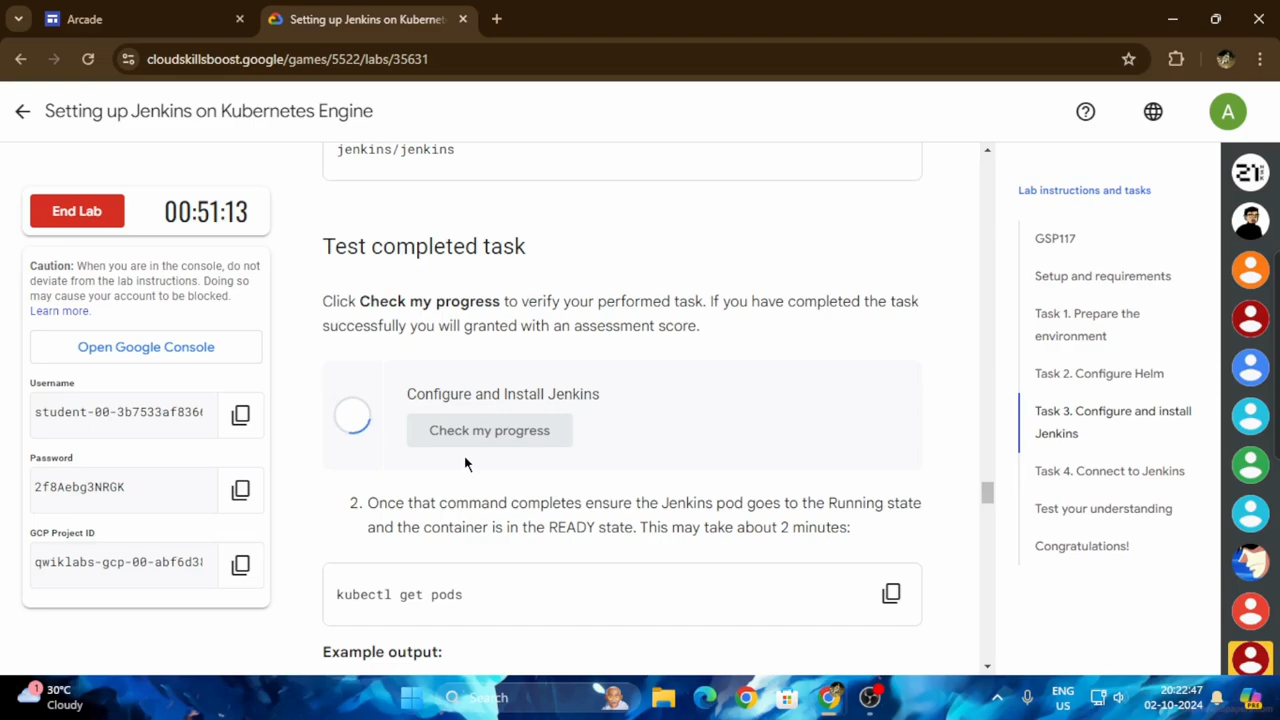 Arcade
Setting up Jenkins on Kubernet
cloudskillsboost.google/games/5522/labs/35631
Setting up Jenkins on Kubernetes Engine
A
End Lab
00:51:13
Caution: When you are in the console, do not
deviate from the lab instructions. Doing so
may cause your account to be blocked.
Learn more.
Open Google Console
Username
student-00-3b7533af836
Password
2f8Aebg3NRGK
GCP Project ID
qwiklabs-gcp-00-abf6d3
jenkins/jenkins
Test completed task
Click Check my progress to verify your performed task. If you have completed the task
successfully you will granted with an assessment score.
Configure and Install Jenkins
Check my progress
2. Once that command completes ensure the Jenkins pod goes to the Running state
and the container is in the READY state. This may take about 2 minutes:
kubectl get pods
Example output:
Lab instructions and tasks
GSP117
Setup and requirements
Task 1. Prepare the
environment
Task 2. Configure Helm
Task 3. Configure and install
Jenkins
Task 4. Connect to Jenkins
Test your understanding
Congratulations!
21
1
30°C
Cloudy
Search
ENG
US
20:22:47
02-10-2024
PRE